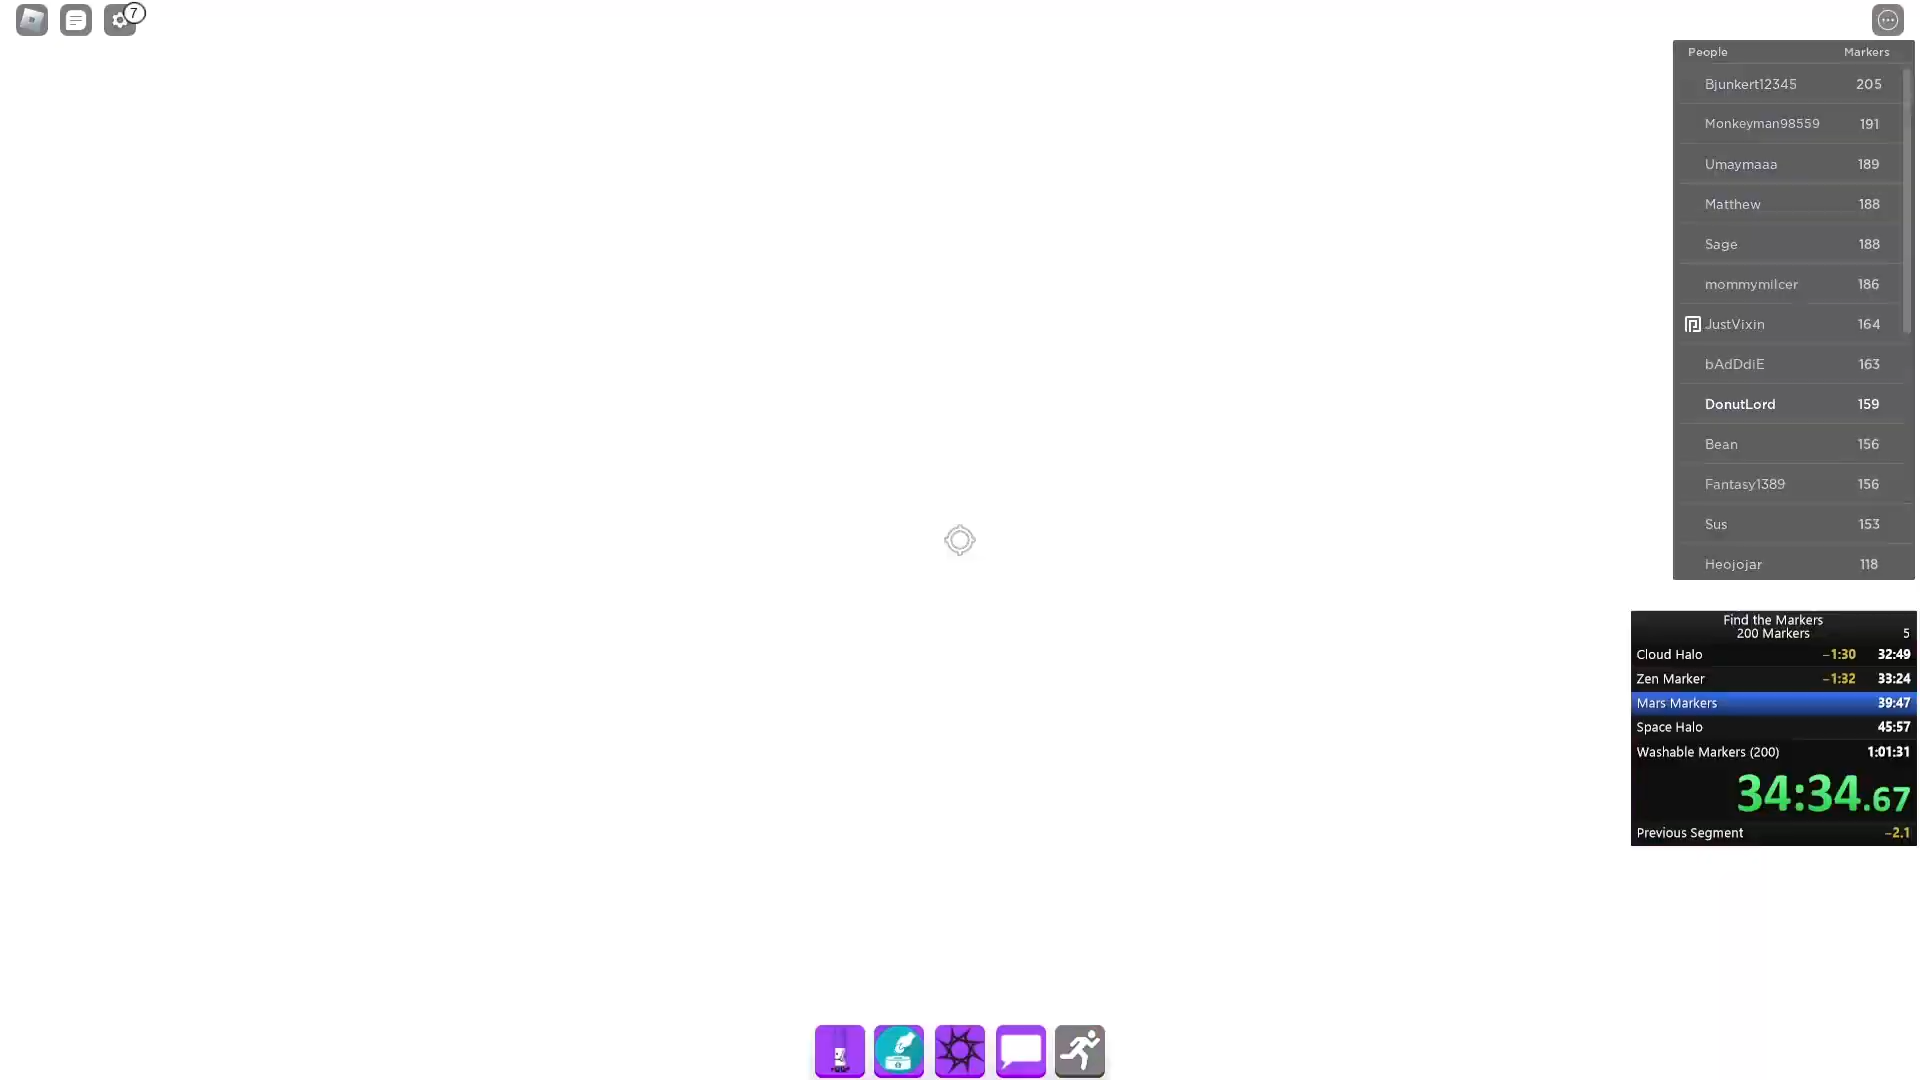 7
People Markers
Bjunkert12345 205
Monkeyman98559 191
Umaymaaa 189
Matthew 188
Sage 188
mommymilcer 186
JustVixin 164
bAdDdiE 163
DonutLord 159
Bean 156
Fantasy1389 156
Sus 153
Heojojar 118
Find the Markers
200 Markers 5
Cloud Halo −1:30 32:49
Zen Marker −1:32 33:24
Mars Markers 39:47
Space Halo 45:57
Washable Markers (200) 1:01:31
34:34.67
Previous Segment −2.1